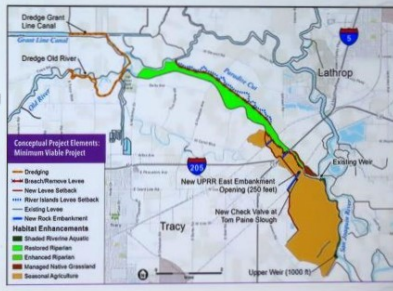 Dredge Grant
Line Canal
Grant Line Canal
Dredge Old River
Old River
Paradise Cut
5
Lathrop
Conceptual Project Elements:
Minimum Viable Project
Dredging
Breach/Remove Levee
New Levee Setback
River Islands Levee Setback
Existing Levee
New Rock Embankment
Habitat Enhancements
Shaded Riverine Aquatic
Restored Riparian
Enhanced Riparian
Managed Native Grassland
Seasonal Agriculture
205
Existing Weir
New UPRR East Embankment
Opening (250 feet)
New Check Valve at
Tom Paine Slough
Tracy
Upper Weir (1000 ft)